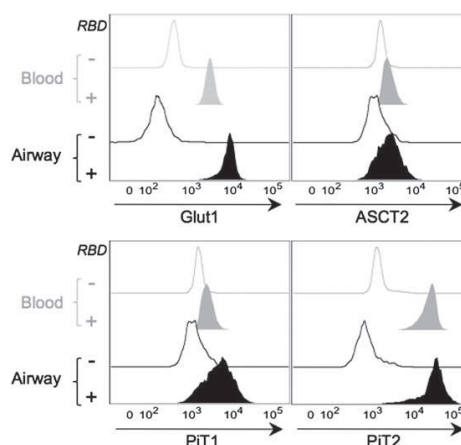 RBD
Blood - +
Airway - +
0 10² 10³ 10⁴ 10⁵ 0 10² 10³ 10⁴ 10⁵
Glut1 ASCT2
RBD
Blood - +
Airway - +
0 10² 10³ 10⁴ 10⁵ 0 10² 10³ 10⁴ 10⁵
PiT1 PiT2